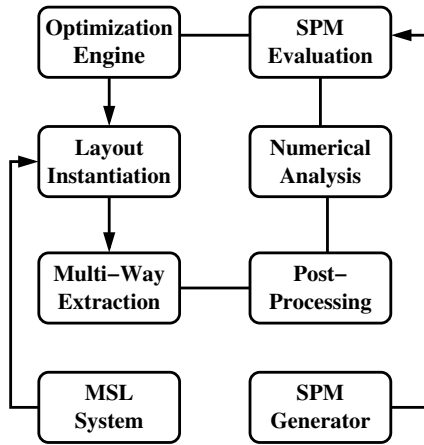 Optimization
Engine
SPM
Evaluation
Layout
Instantiation
Numerical
Analysis
Multi−Way
Extraction
Post−
Processing
MSL
System
SPM
Generator